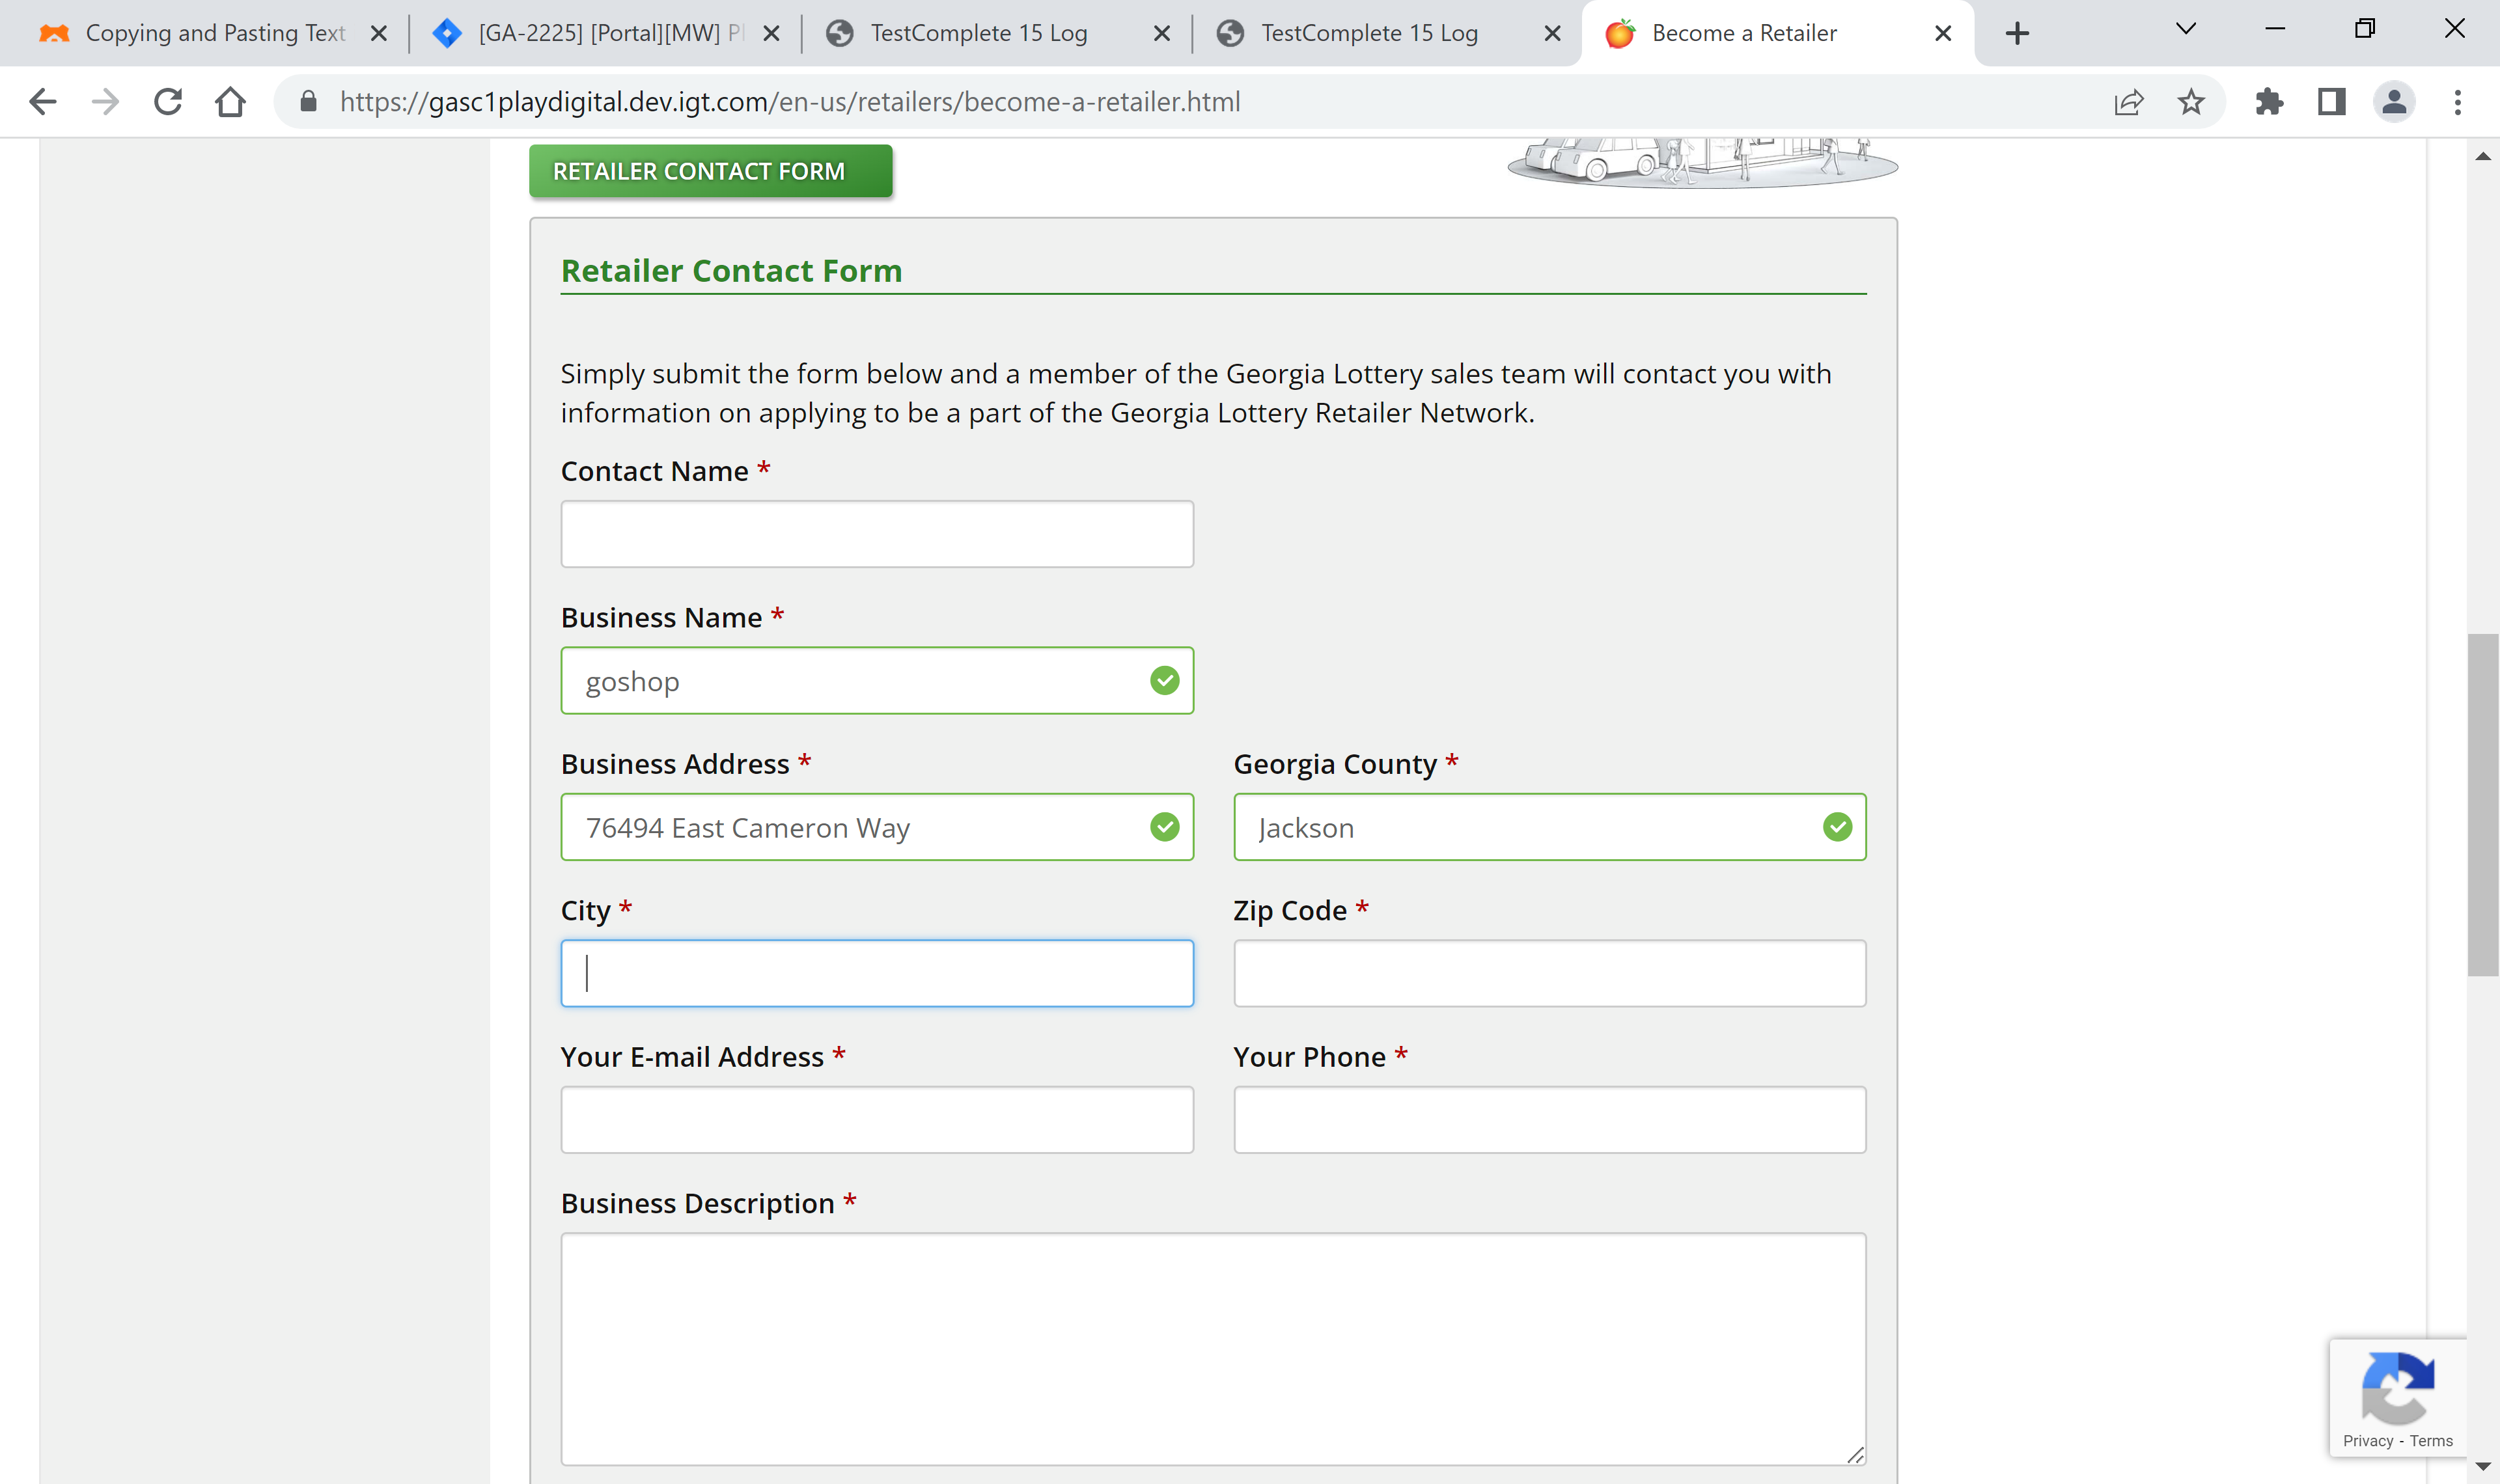 Copying and Pasting Text
[GA-2225] [Portal][MW] Pl
TestComplete 15 Log
TestComplete 15 Log
Become a Retailer
https://gasc1playdigital.dev.igt.com/en-us/retailers/become-a-retailer.html
RETAILER CONTACT FORM
Retailer Contact Form
Simply submit the form below and a member of the Georgia Lottery sales team will contact you with
information on applying to be a part of the Georgia Lottery Retailer Network.
Contact Name *
Business Name *
goshop
Business Address *
Georgia County *
76494 East Cameron Way
Jackson
City *
Zip Code *
Your E-mail Address *
Your Phone *
Business Description *
Privacy - Terms